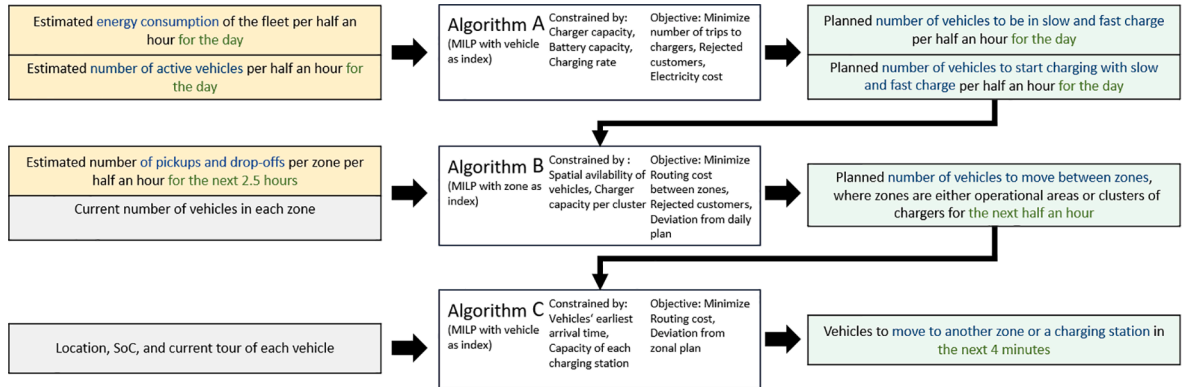 Estimated energy consumption of the fleet per half an
hour for the day
Estimated number of active vehicles per half an hour for
the day
Algorithm A
(MILP with vehicle
as index)
Constrained by:
Charger capacity,
Battery capacity,
Charging rate
Objective: Minimize
number of trips to
chargers, Rejected
customers,
Electricity cost
Planned number of vehicles to be in slow and fast charge
per half an hour for the day
Planned number of vehicles to start charging with slow
and fast charge per half an hour for the day
Estimated number of pickups and drop-offs per zone per
half an hour for the next 2.5 hours
Current number of vehicles in each zone
Algorithm B
(MILP with zone as
index)
Constrained by :
Spatial avilability of
vehicles, Charger
capacity per cluster
Objective: Minimize
Routing cost
between zones,
Rejected customers,
Deviation from daily
plan
Planned number of vehicles to move between zones,
where zones are either operational areas or clusters of
chargers for the next half an hour
Location, SoC, and current tour of each vehicle
Algorithm C
(MILP with vehicle
as index)
Constrained by:
Vehicles' earliest
arrival time,
Capacity of each
charging station
Objective: Minimize
Routing cost,
Deviation from
zonal plan
Vehicles to move to another zone or a charging station in
the next 4 minutes